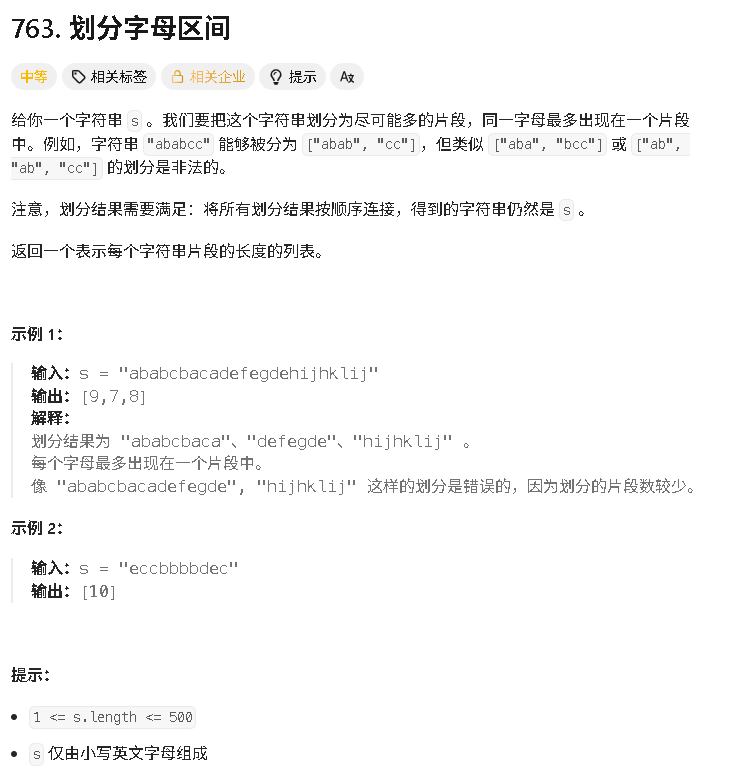 763. 划分字母区间
中等 相关标签 相关企业 提示 A文
给你一个字符串 s 。我们要把这个字符串划分为尽可能多的片段，同一字母最多出现在一个片段
中。例如，字符串 "ababcc" 能够被分为 ["abab", "cc"]，但类似 ["aba", "bcc"] 或 ["ab",
"ab", "cc"] 的划分是非法的。
注意，划分结果需要满足：将所有划分结果按顺序连接，得到的字符串仍然是 s 。
返回一个表示每个字符串片段的长度的列表。
示例 1：
输入：s = "ababcbacadefegdehijhklij"
输出：[9,7,8]
解释：
划分结果为 "ababcbaca"、"defegde"、"hijhklij" 。
每个字母最多出现在一个片段中。
像 "ababcbacadefegde", "hijhklij" 这样的划分是错误的，因为划分的片段数较少。
示例 2：
输入：s = "eccbbbbdec"
输出：[10]
提示：
• 1 <= s.length <= 500
• s 仅由小写英文字母组成